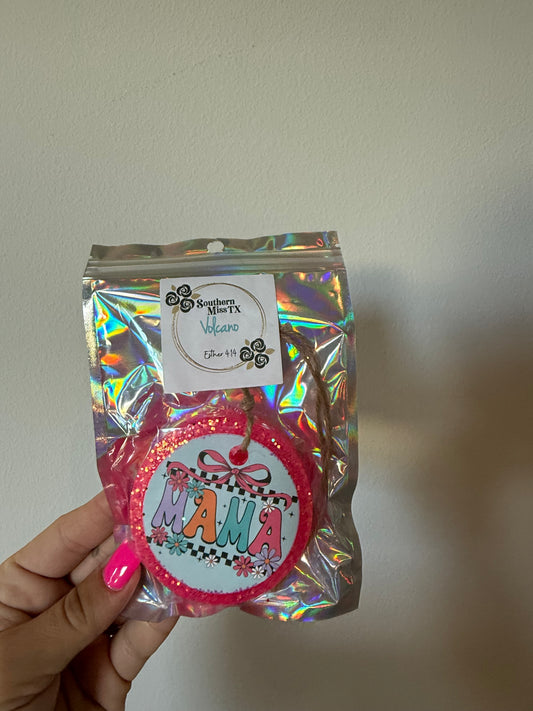 Southern
Miss TX
Volcano
Esther 4:14
MAMA